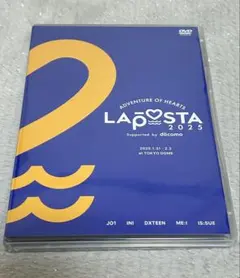 DVD
ADVENTURE OF HEARTS
LAPOSTA
2025
Supported by docomo
2025.1.31 - 2.2
at TOKYO DOME
JO1 INI DXTEEN ME:I IS:SUE